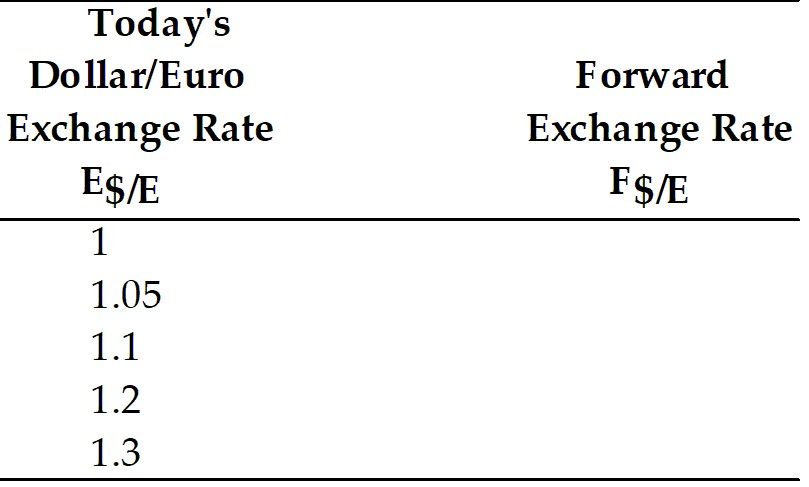 Today's
Dollar/Euro Forward
Exchange Rate Exchange Rate
E$/E F$/E
1
1.05
1.1
1.2
1.3